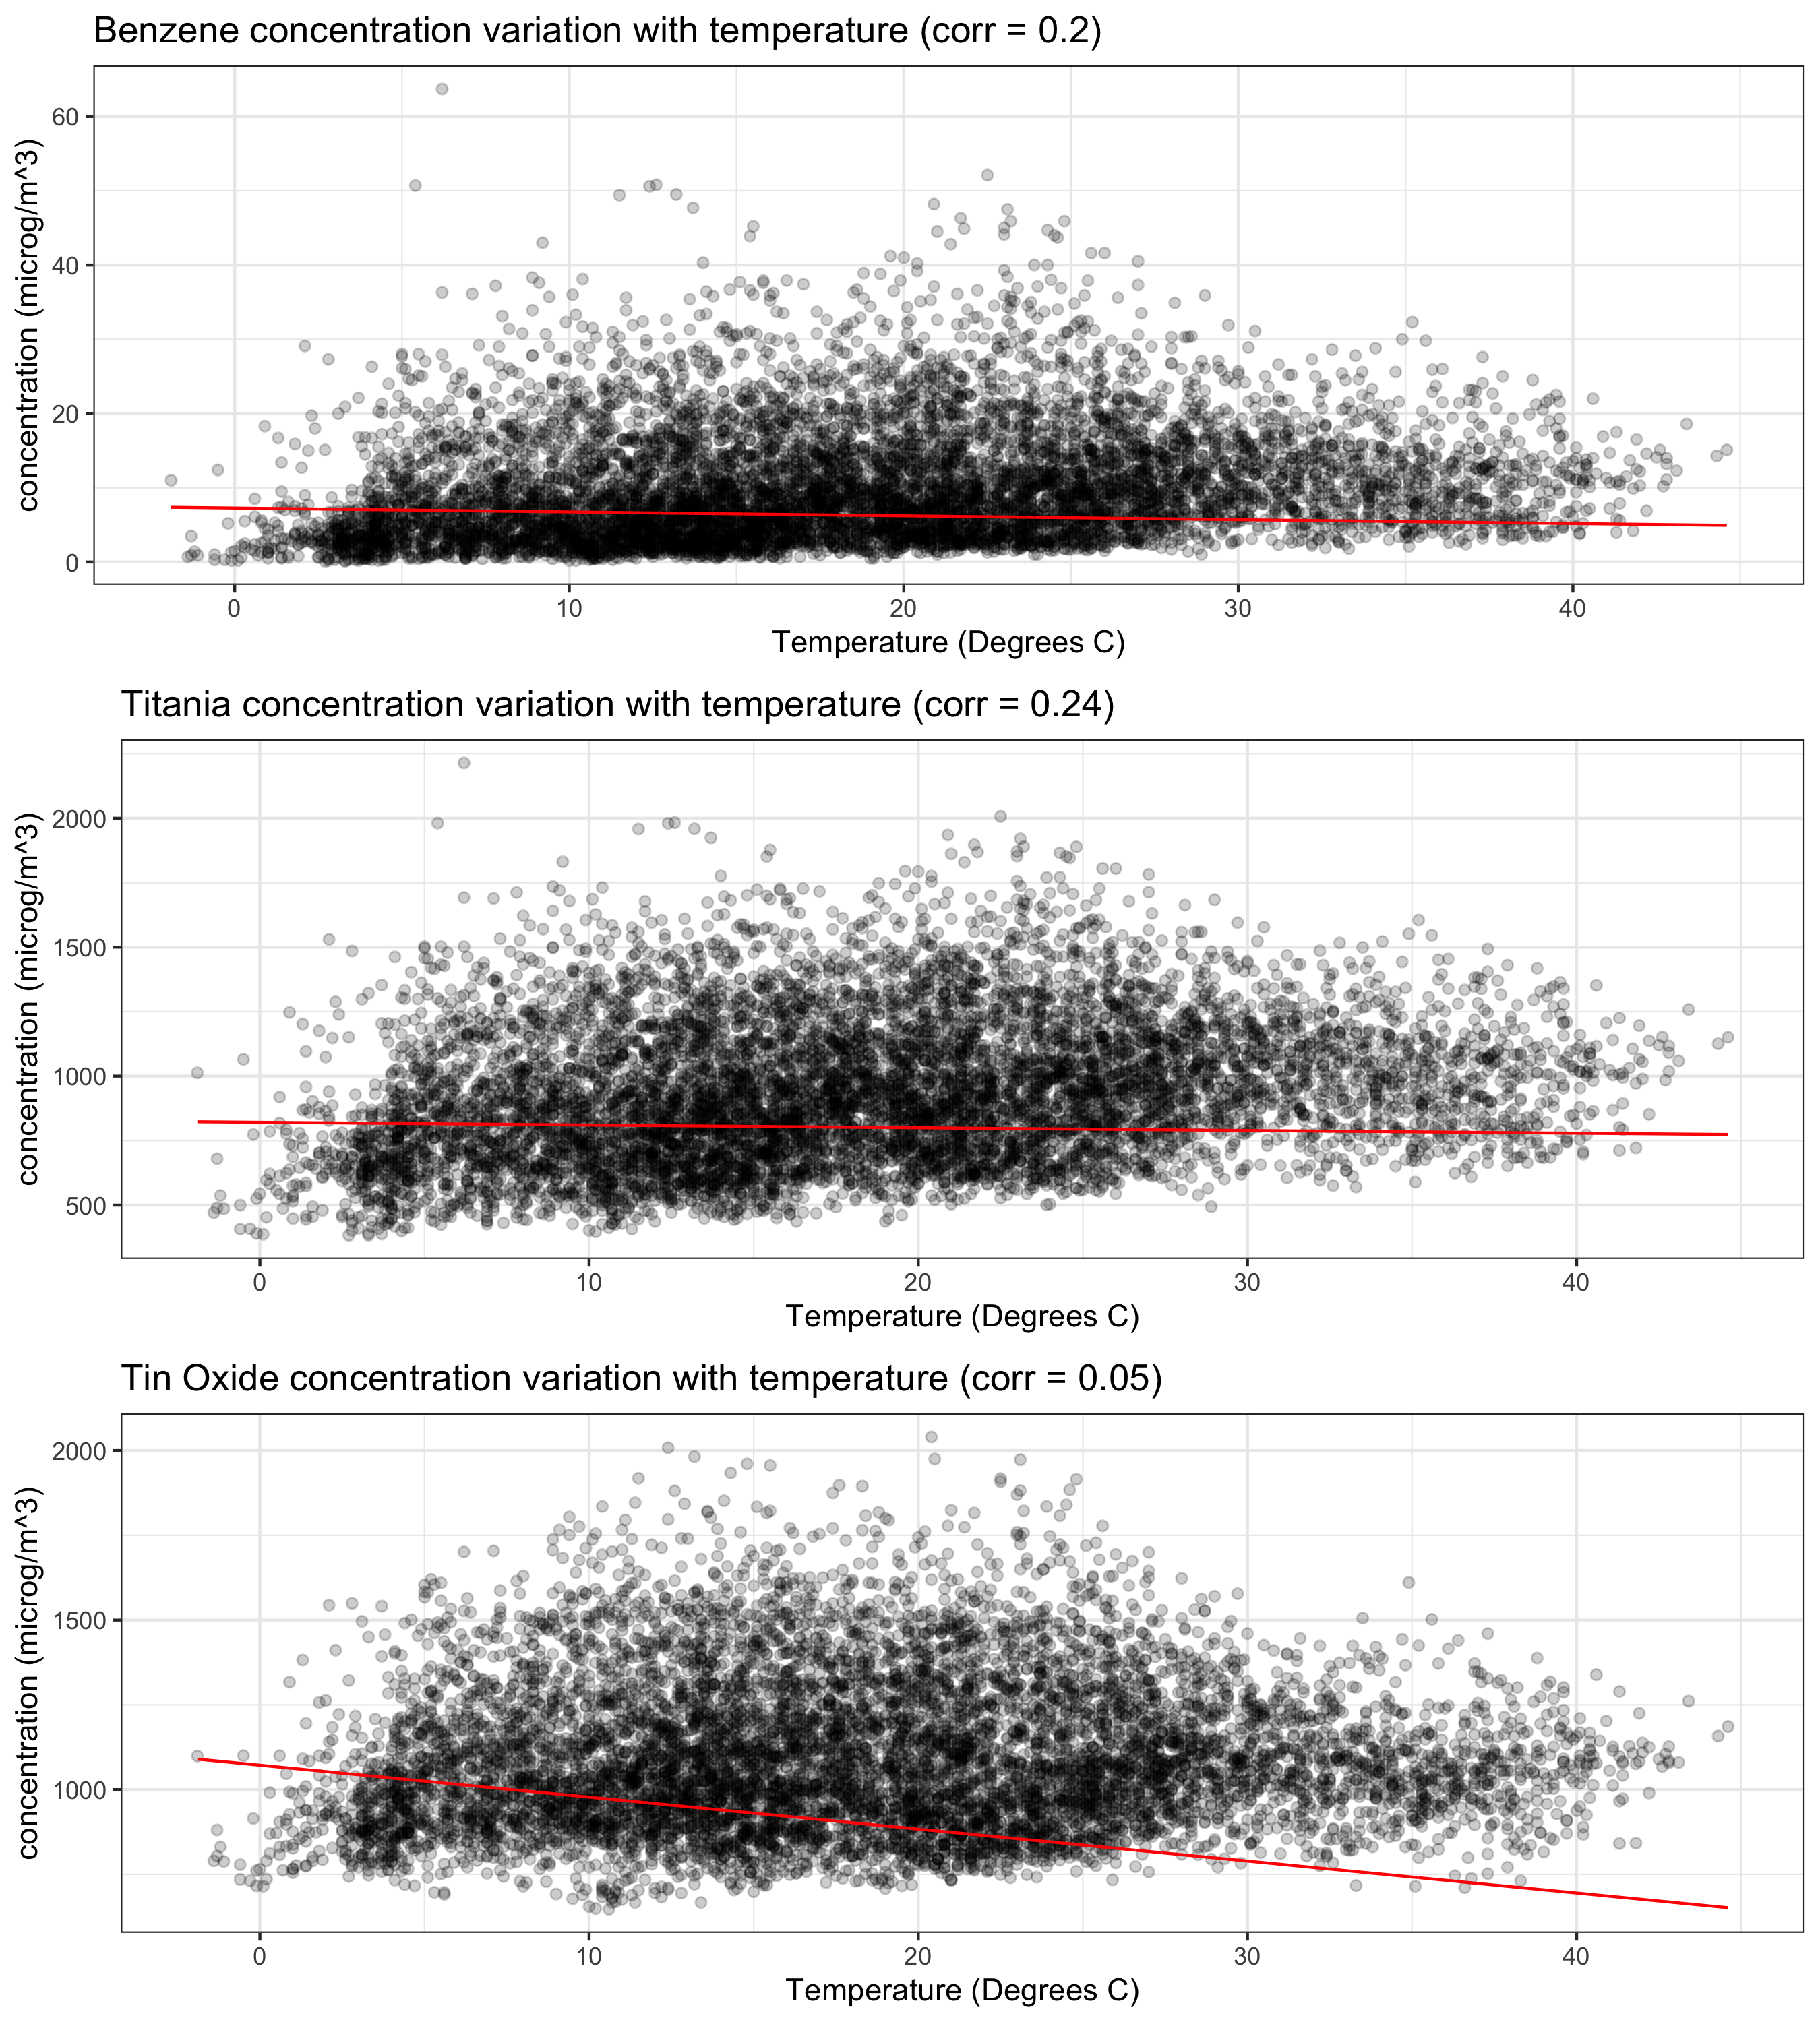 Benzene concentration variation with temperature (corr = 0.2)
concentration (microg/m^3)
60
40
20
0
0 10 20 30 40
Temperature (Degrees C)
Titania concentration variation with temperature (corr = 0.24)
concentration (microg/m^3)
2000
1500
1000
500
0 10 20 30 40
Temperature (Degrees C)
Tin Oxide concentration variation with temperature (corr = 0.05)
concentration (microg/m^3)
2000
1500
1000
0 10 20 30 40
Temperature (Degrees C)